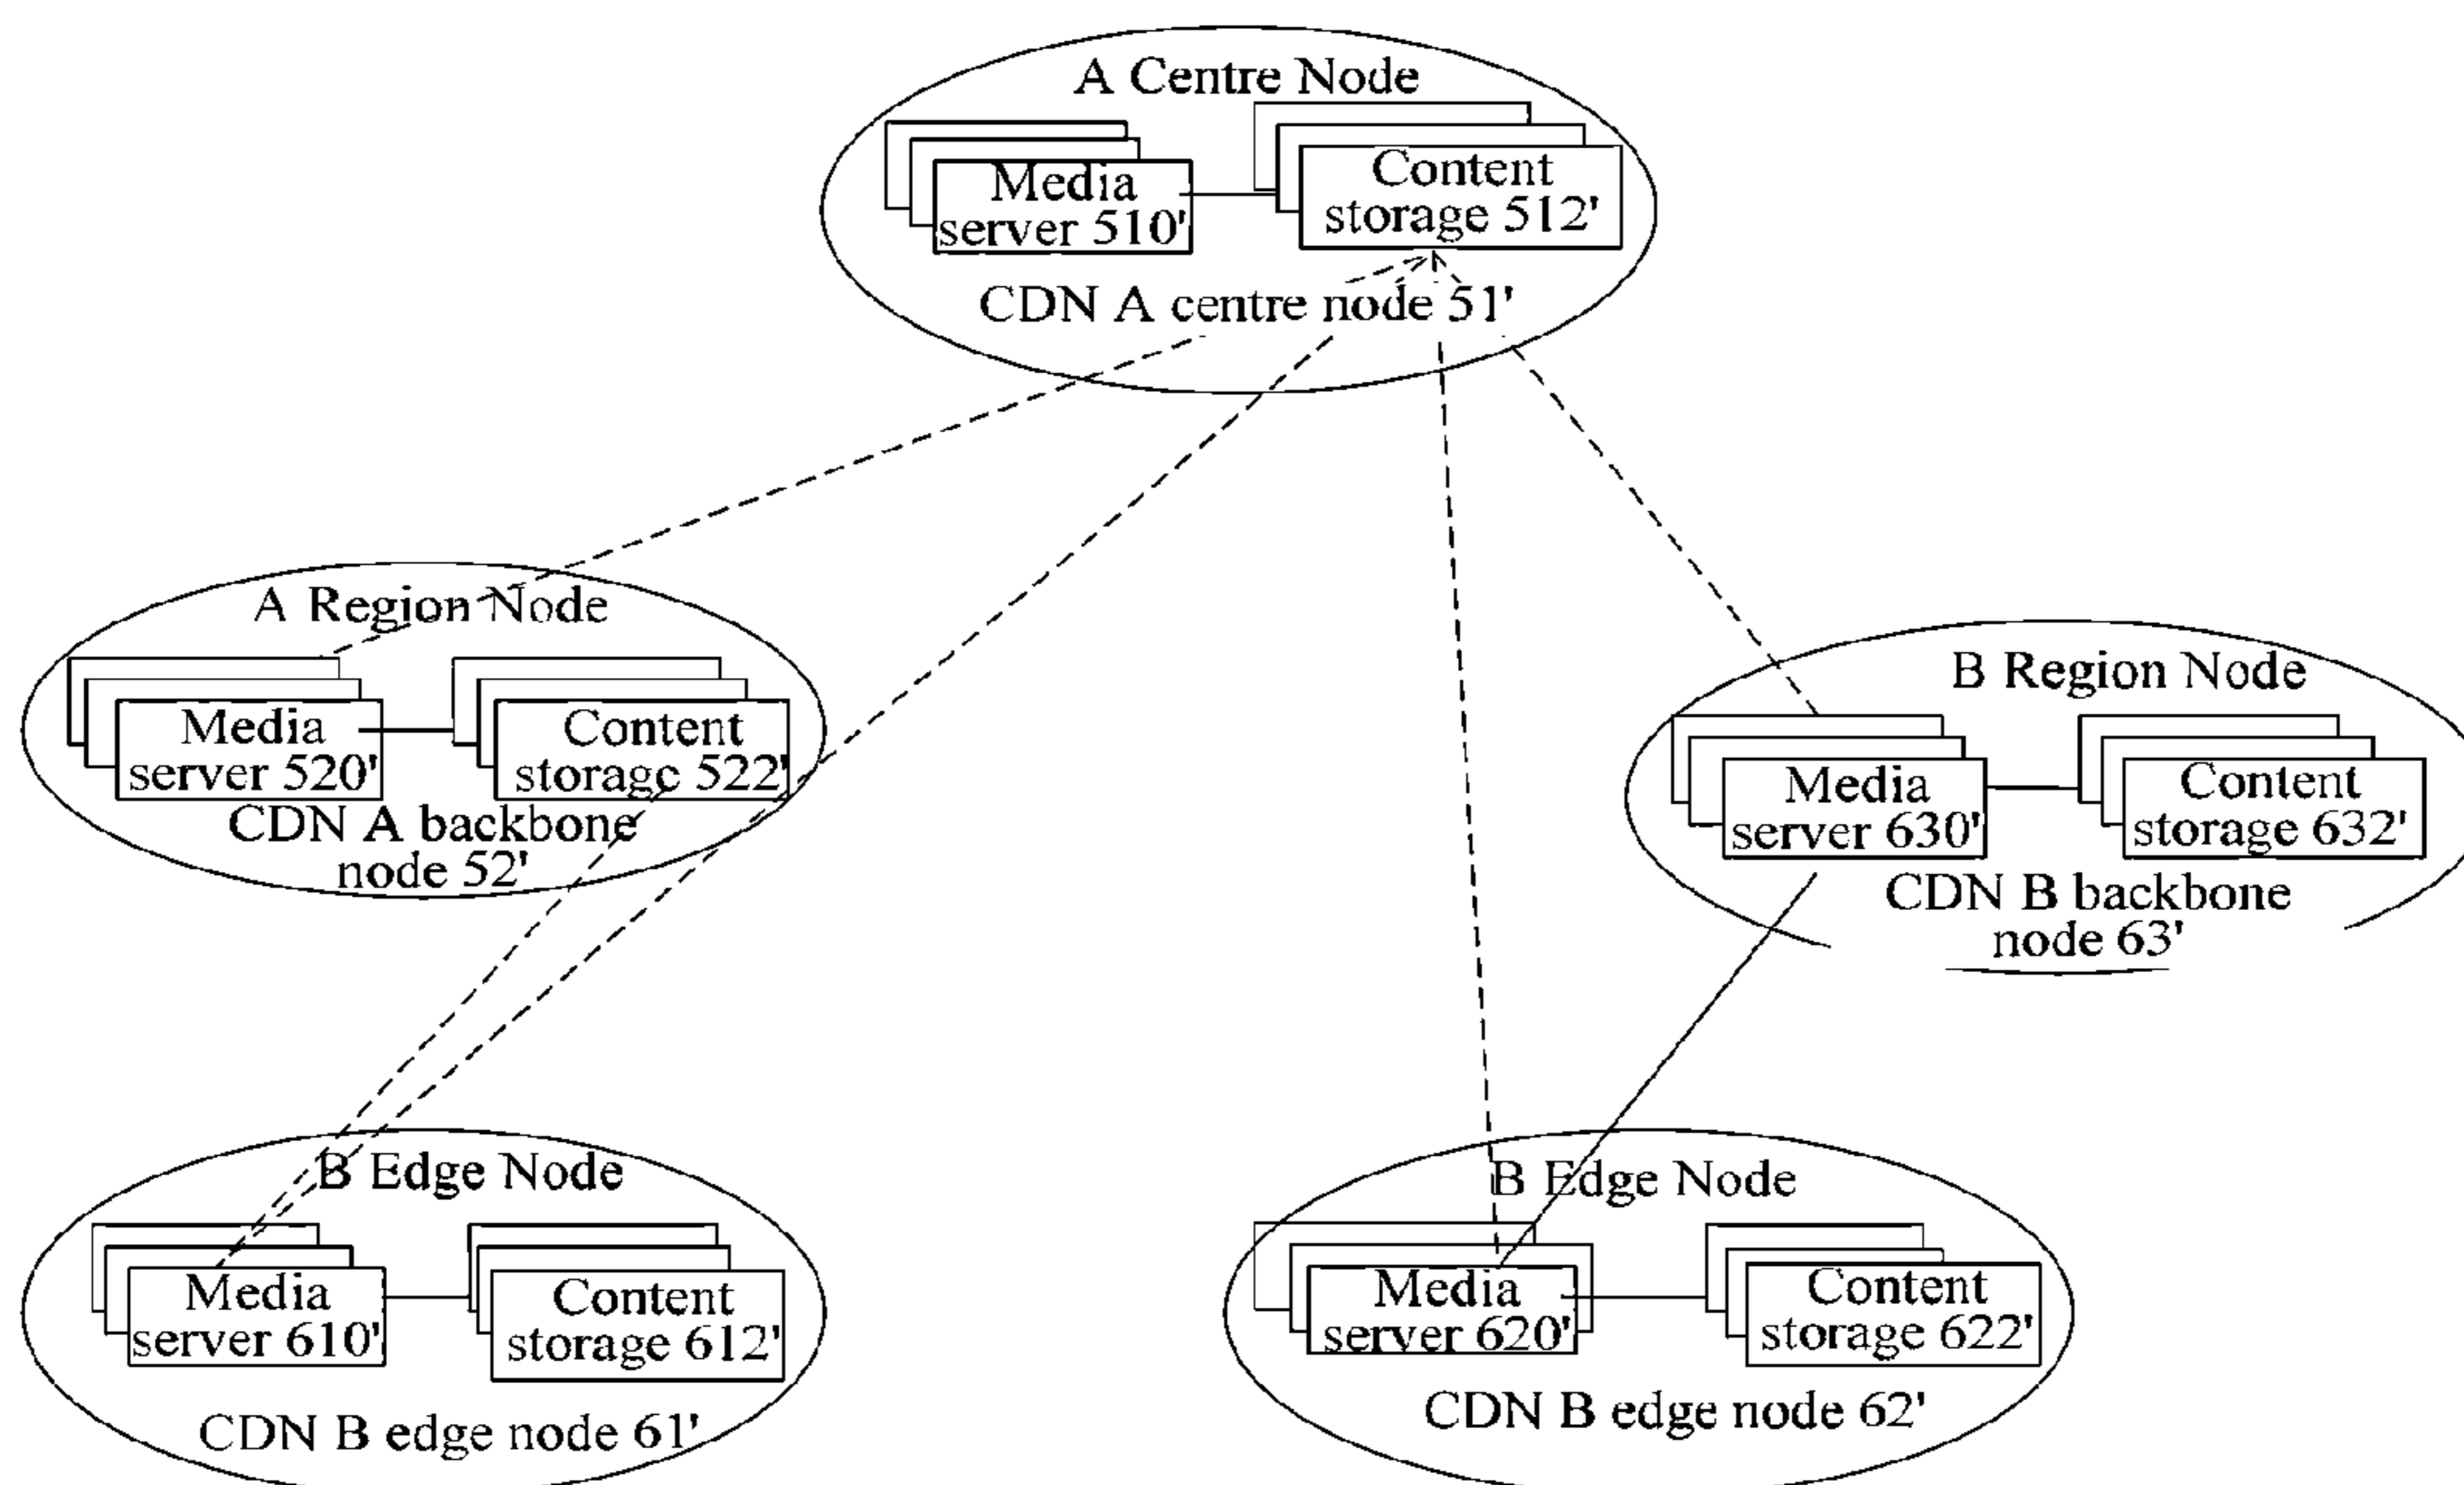 A Centre Node
Media
server 510'
Content
storage 512'
CDN A centre node 51'
A Region Node
Media
server 520'
Content
storage 522'
CDN A backbone
node 52'
B Region Node
Media
server 630'
Content
storage 632'
CDN B backbone
node 63'
B Edge Node
Media
server 610'
Content
storage 612'
CDN B edge node 61'
B Edge Node
Media
server 620'
Content
storage 622'
CDN B edge node 62'